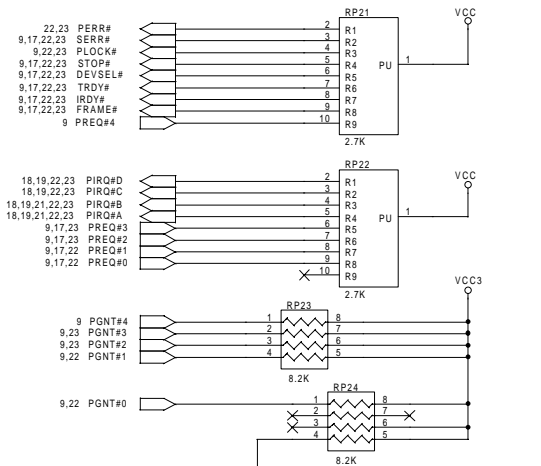 RP21 VCC
22,23 PERR# 2 R1
9,17,22,23 SERR# 3 R2
9,22,23 PLOCK# 4 R3
9,17,22,23 STOP# 5 R4 PU 1
9,17,22,23 DEVSEL# 6 R5
9,17,22,23 TRDY# 7 R6
9,17,22,23 IRDY# 8 R7
9,17,22,23 FRAME# 9 R8
9 PREQ#4 10 R9
2.7K
RP22
VCC
18,19,22,23 PIRQ#D 2 R1
18,19,22,23 PIRQ#C 3 R2
18,19,21,22,23 PIRQ#B 4 R3
18,19,21,22,23 PIRQ#A 5 R4 PU 1
9,17,23 PREQ#3 6 R5
9,17,23 PREQ#2 7 R6
9,17,22 PREQ#1 8 R7
9,17,22 PREQ#0 9 R8
10 R9
2.7K
VCC3
RP23
9 PGNT#4 1 8
9,23 PGNT#3 2 7
9,23 PGNT#2 3 6
9,22 PGNT#1 4 5
8.2K
RP24
9,22 PGNT#0 1 8
2 7
3 6
4 5
8.2K